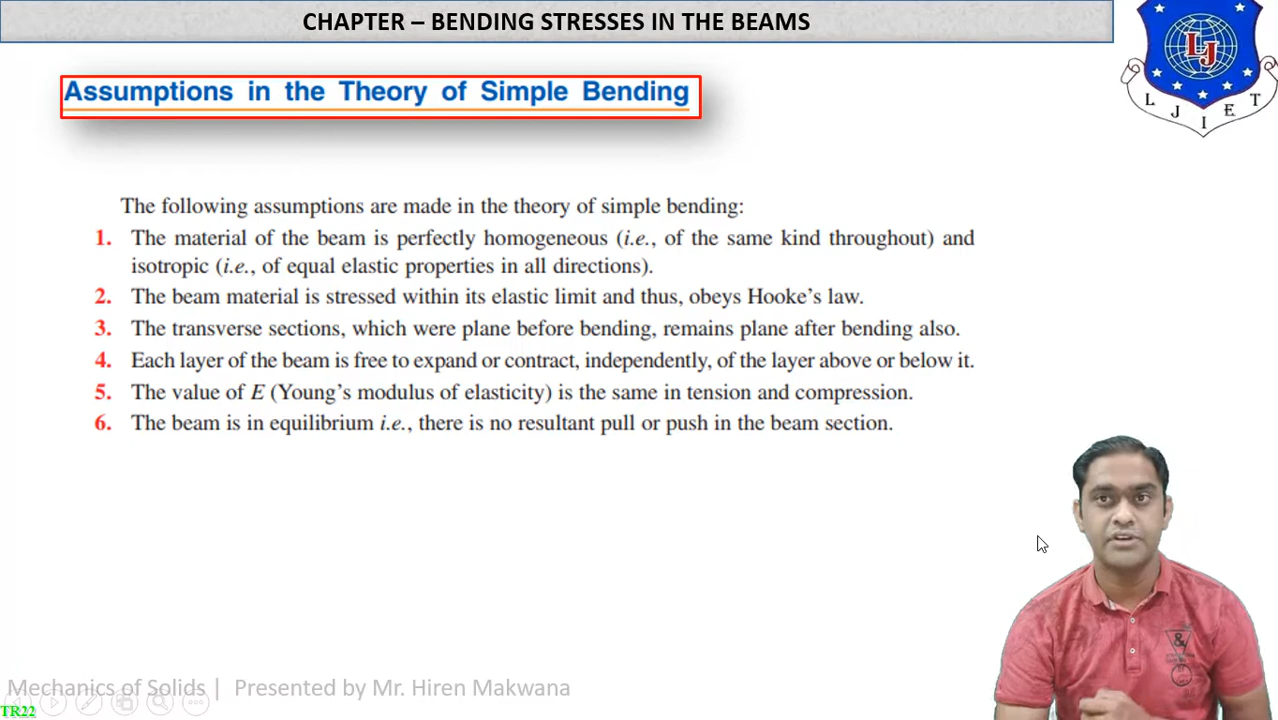 CHAPTER – BENDING STRESSES IN THE BEAMS
LJ
L J I E T
Assumptions in the Theory of Simple Bending
The following assumptions are made in the theory of simple bending:
1. The material of the beam is perfectly homogeneous (i.e., of the same kind throughout) and
isotropic (i.e., of equal elastic properties in all directions).
2. The beam material is stressed within its elastic limit and thus, obeys Hooke's law.
3. The transverse sections, which were plane before bending, remains plane after bending also.
4. Each layer of the beam is free to expand or contract, independently, of the layer above or below it.
5. The value of E (Young's modulus of elasticity) is the same in tension and compression.
6. The beam is in equilibrium i.e., there is no resultant pull or push in the beam section.
&
Mechanics of Solids | Presented by Mr. Hiren Makwana
TR22